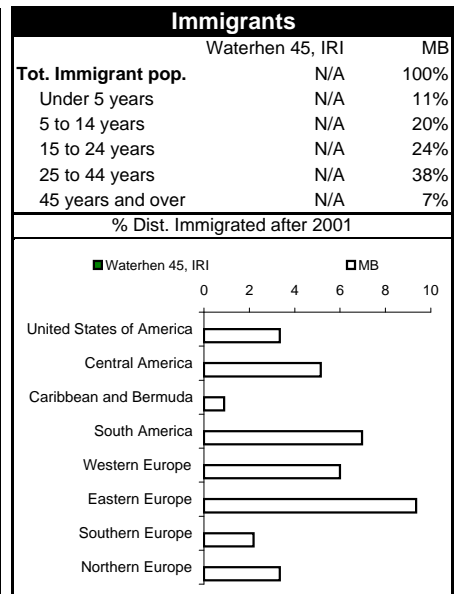 Immigrants
Waterhen 45, IRI MB
Tot. Immigrant pop. N/A 100%
Under 5 years N/A 11%
5 to 14 years N/A 20%
15 to 24 years N/A 24%
25 to 44 years N/A 38%
45 years and over N/A 7%
% Dist. Immigrated after 2001
Waterhen 45, IRI MB
0 2 4 6 8 10
United States of America
Central America
Caribbean and Bermuda
South America
Western Europe
Eastern Europe
Southern Europe
Northern Europe